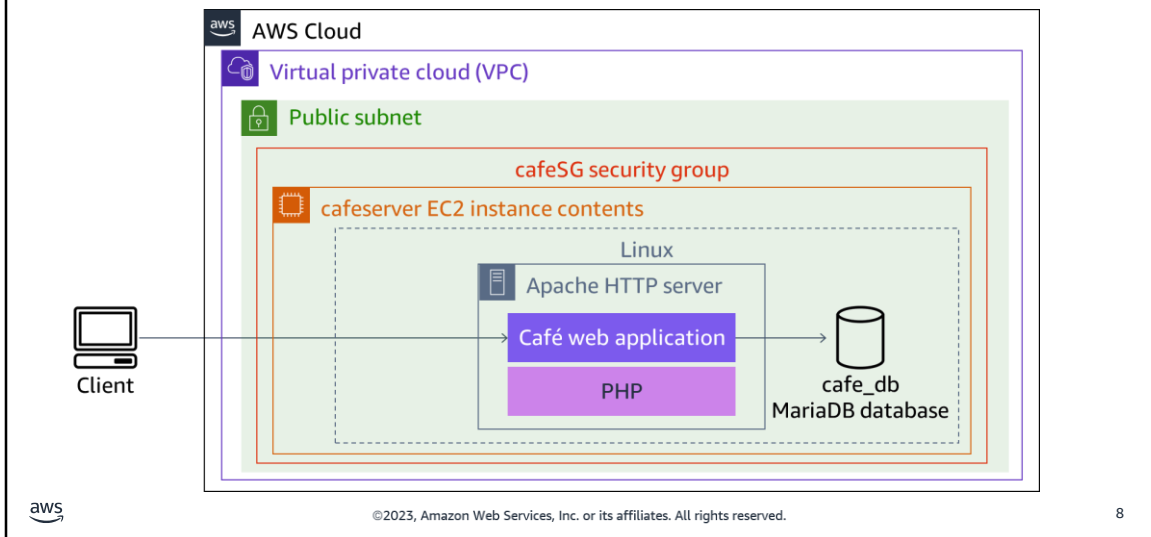 aws
AWS Cloud
Virtual private cloud (VPC)
Public subnet
cafeSG security group
cafeserver EC2 instance contents
Linux
Apache HTTP server
Café web application
PHP
Client
cafe_db
MariaDB database
aws
©2023, Amazon Web Services, Inc. or its affiliates. All rights reserved.
8